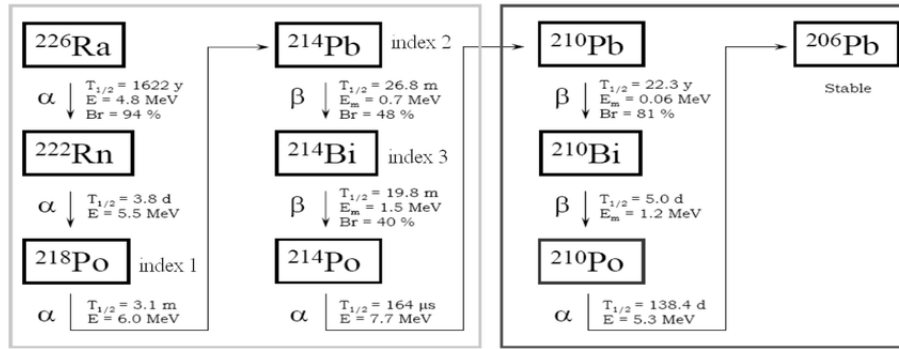 ²²⁶Ra
α
T₁/₂ = 1622 y
E = 4.8 MeV
Br = 94 %
²²²Rn
α
T₁/₂ = 3.8 d
E = 5.5 MeV
²¹⁸Po index 1
α
T₁/₂ = 3.1 m
E = 6.0 MeV
²¹⁴Pb index 2
β
T₁/₂ = 26.8 m
Eₘ = 0.7 MeV
Br = 48 %
²¹⁴Bi index 3
β
T₁/₂ = 19.8 m
Eₘ = 1.5 MeV
Br = 40 %
²¹⁴Po
α
T₁/₂ = 164 µs
E = 7.7 MeV
²¹⁰Pb
β
T₁/₂ = 22.3 y
Eₘ = 0.06 MeV
Br = 81 %
²¹⁰Bi
β
T₁/₂ = 5.0 d
Eₘ = 1.2 MeV
²¹⁰Po
α
T₁/₂ = 138.4 d
E = 5.3 MeV
²⁰⁶Pb
Stable